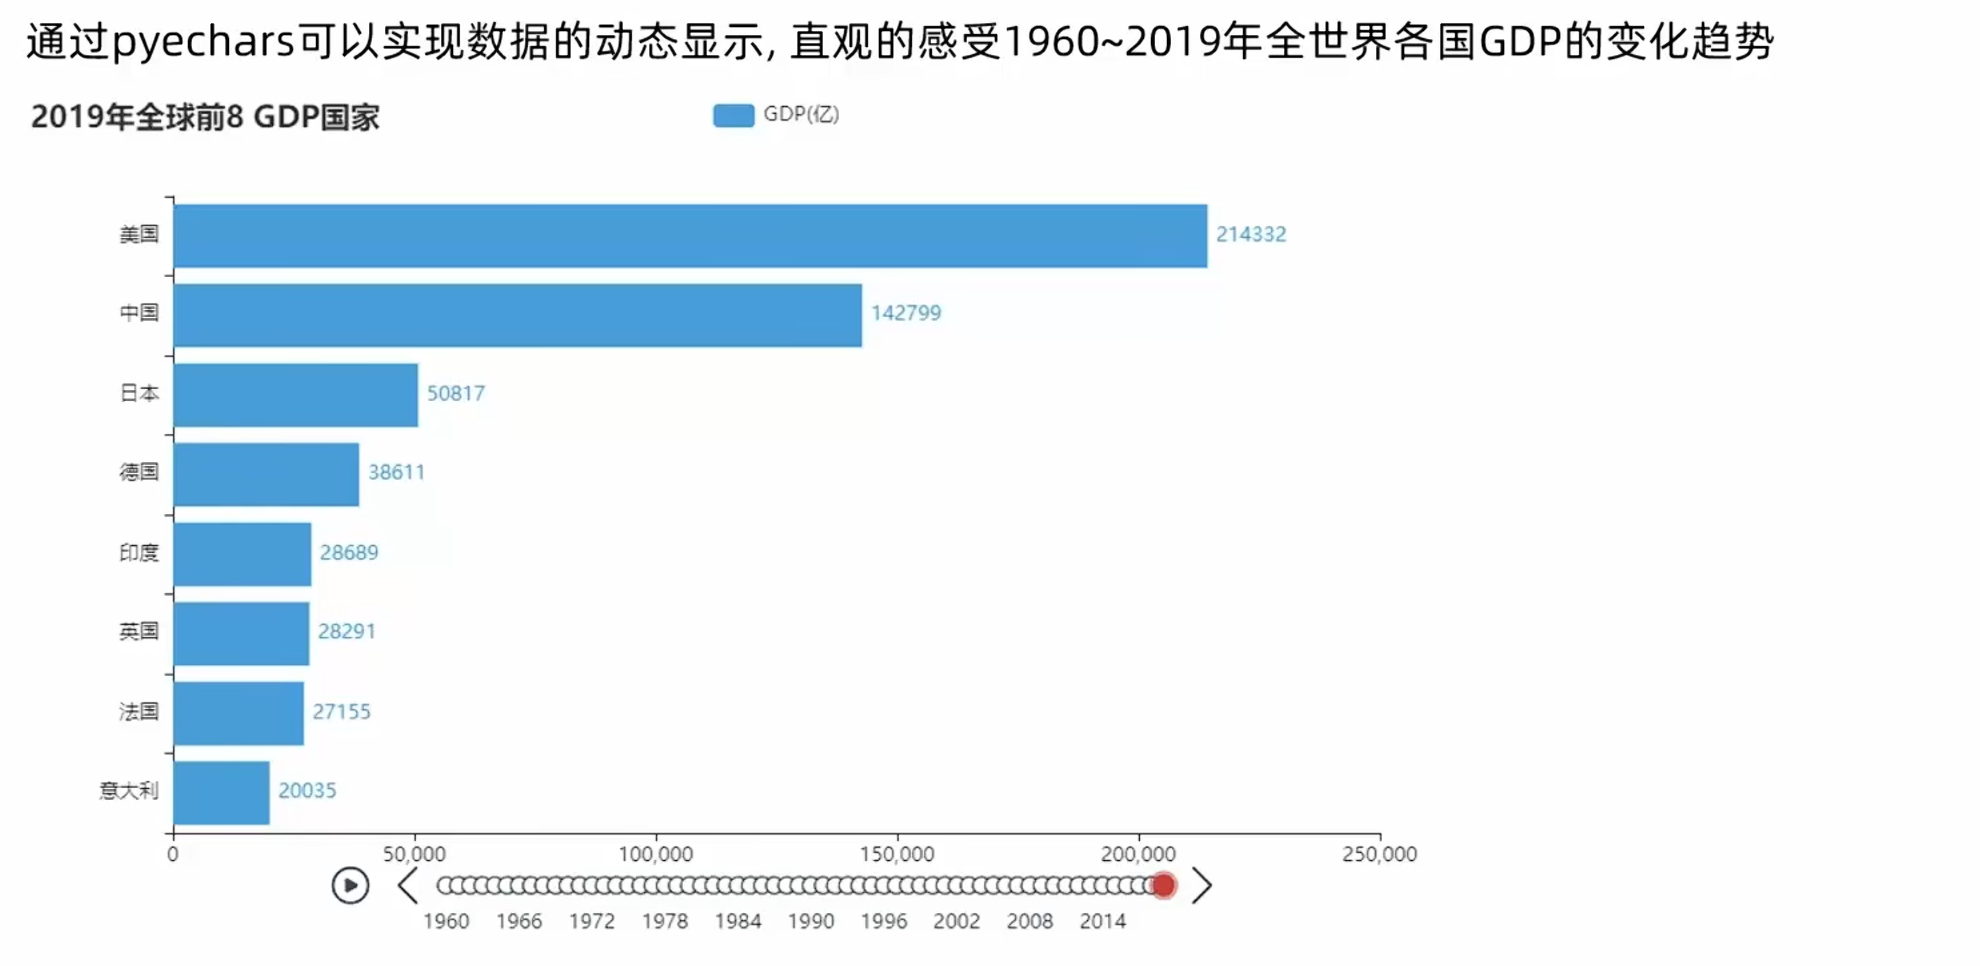 通过pyechars可以实现数据的动态显示, 直观的感受1960~2019年全世界各国GDP的变化趋势
2019年全球前8 GDP国家
GDP(亿)
美国 214332
中国 142799
日本 50817
德国 38611
印度 28689
英国 28291
法国 27155
意大利 20035
0 50,000 100,000 150,000 200,000 250,000
1960 1966 1972 1978 1984 1990 1996 2002 2008 2014